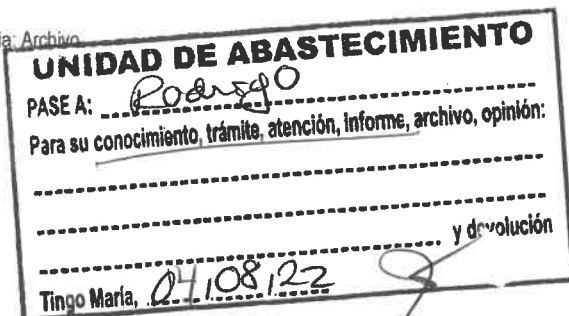 ia: Archivo
UNIDAD DE ABASTECIMIENTO
PASE A: Rodrigo
Para su conocimiento, trámite, atención, informe, archivo, opinión:
y devolución
Tingo María, 04/08/22